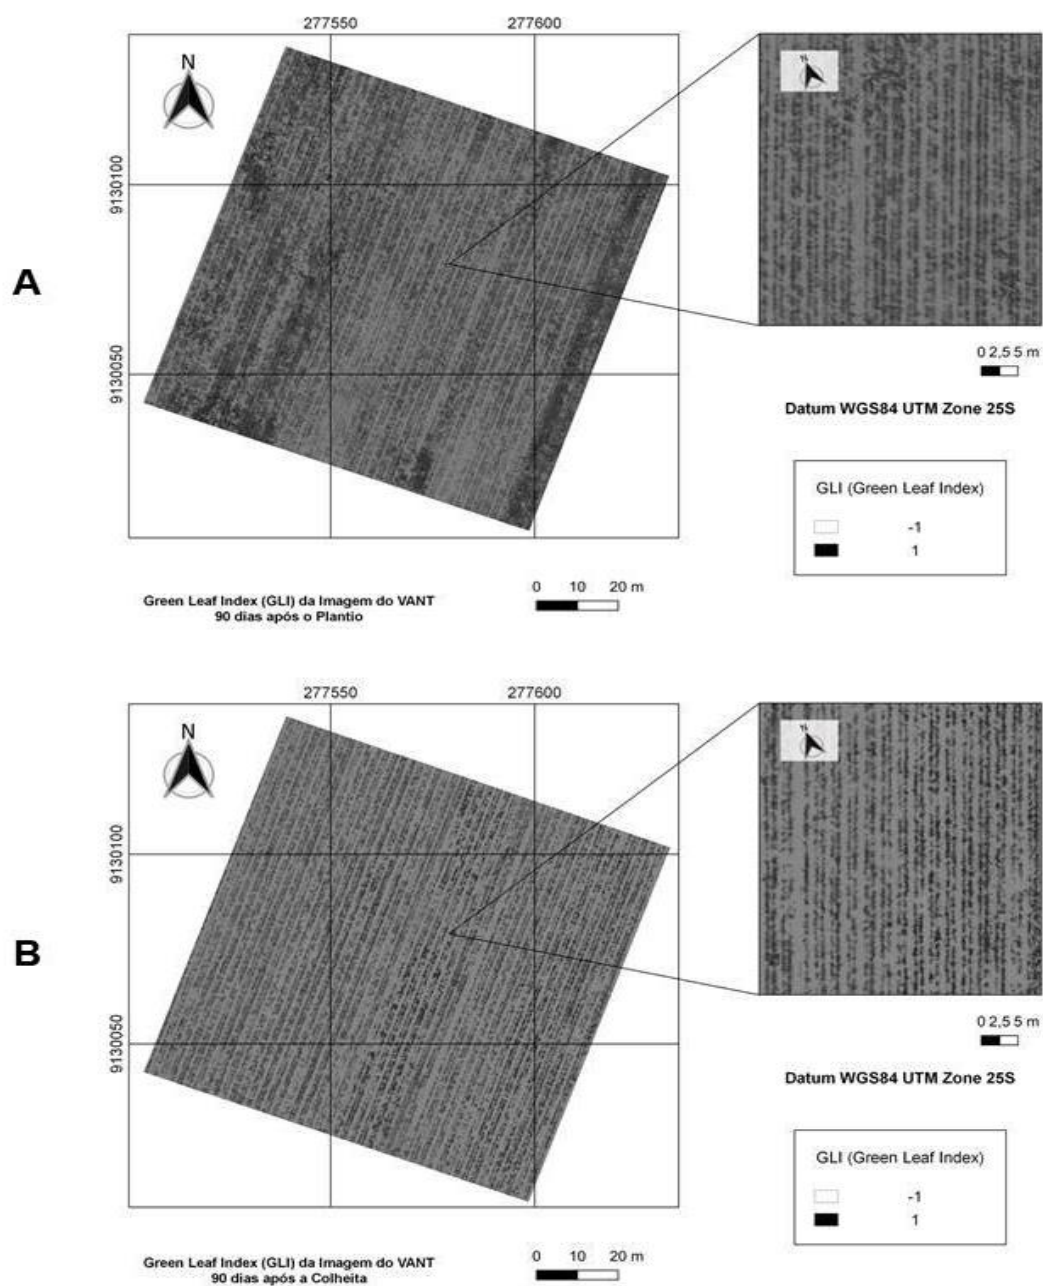 277550
277600
N
N
9130100
9130050
A
0 2,5 5 m
Datum WGS84 UTM Zone 25S
GLI (Green Leaf Index)
-1
1
Green Leaf Index (GLI) da Imagem do VANT
90 dias após o Plantio
0 10 20 m
277550
277600
N
N
9130100
9130050
B
0 2,5 5 m
Datum WGS84 UTM Zone 25S
GLI (Green Leaf Index)
-1
1
Green Leaf Index (GLI) da Imagem do VANT
90 dias após a Colheita
0 10 20 m